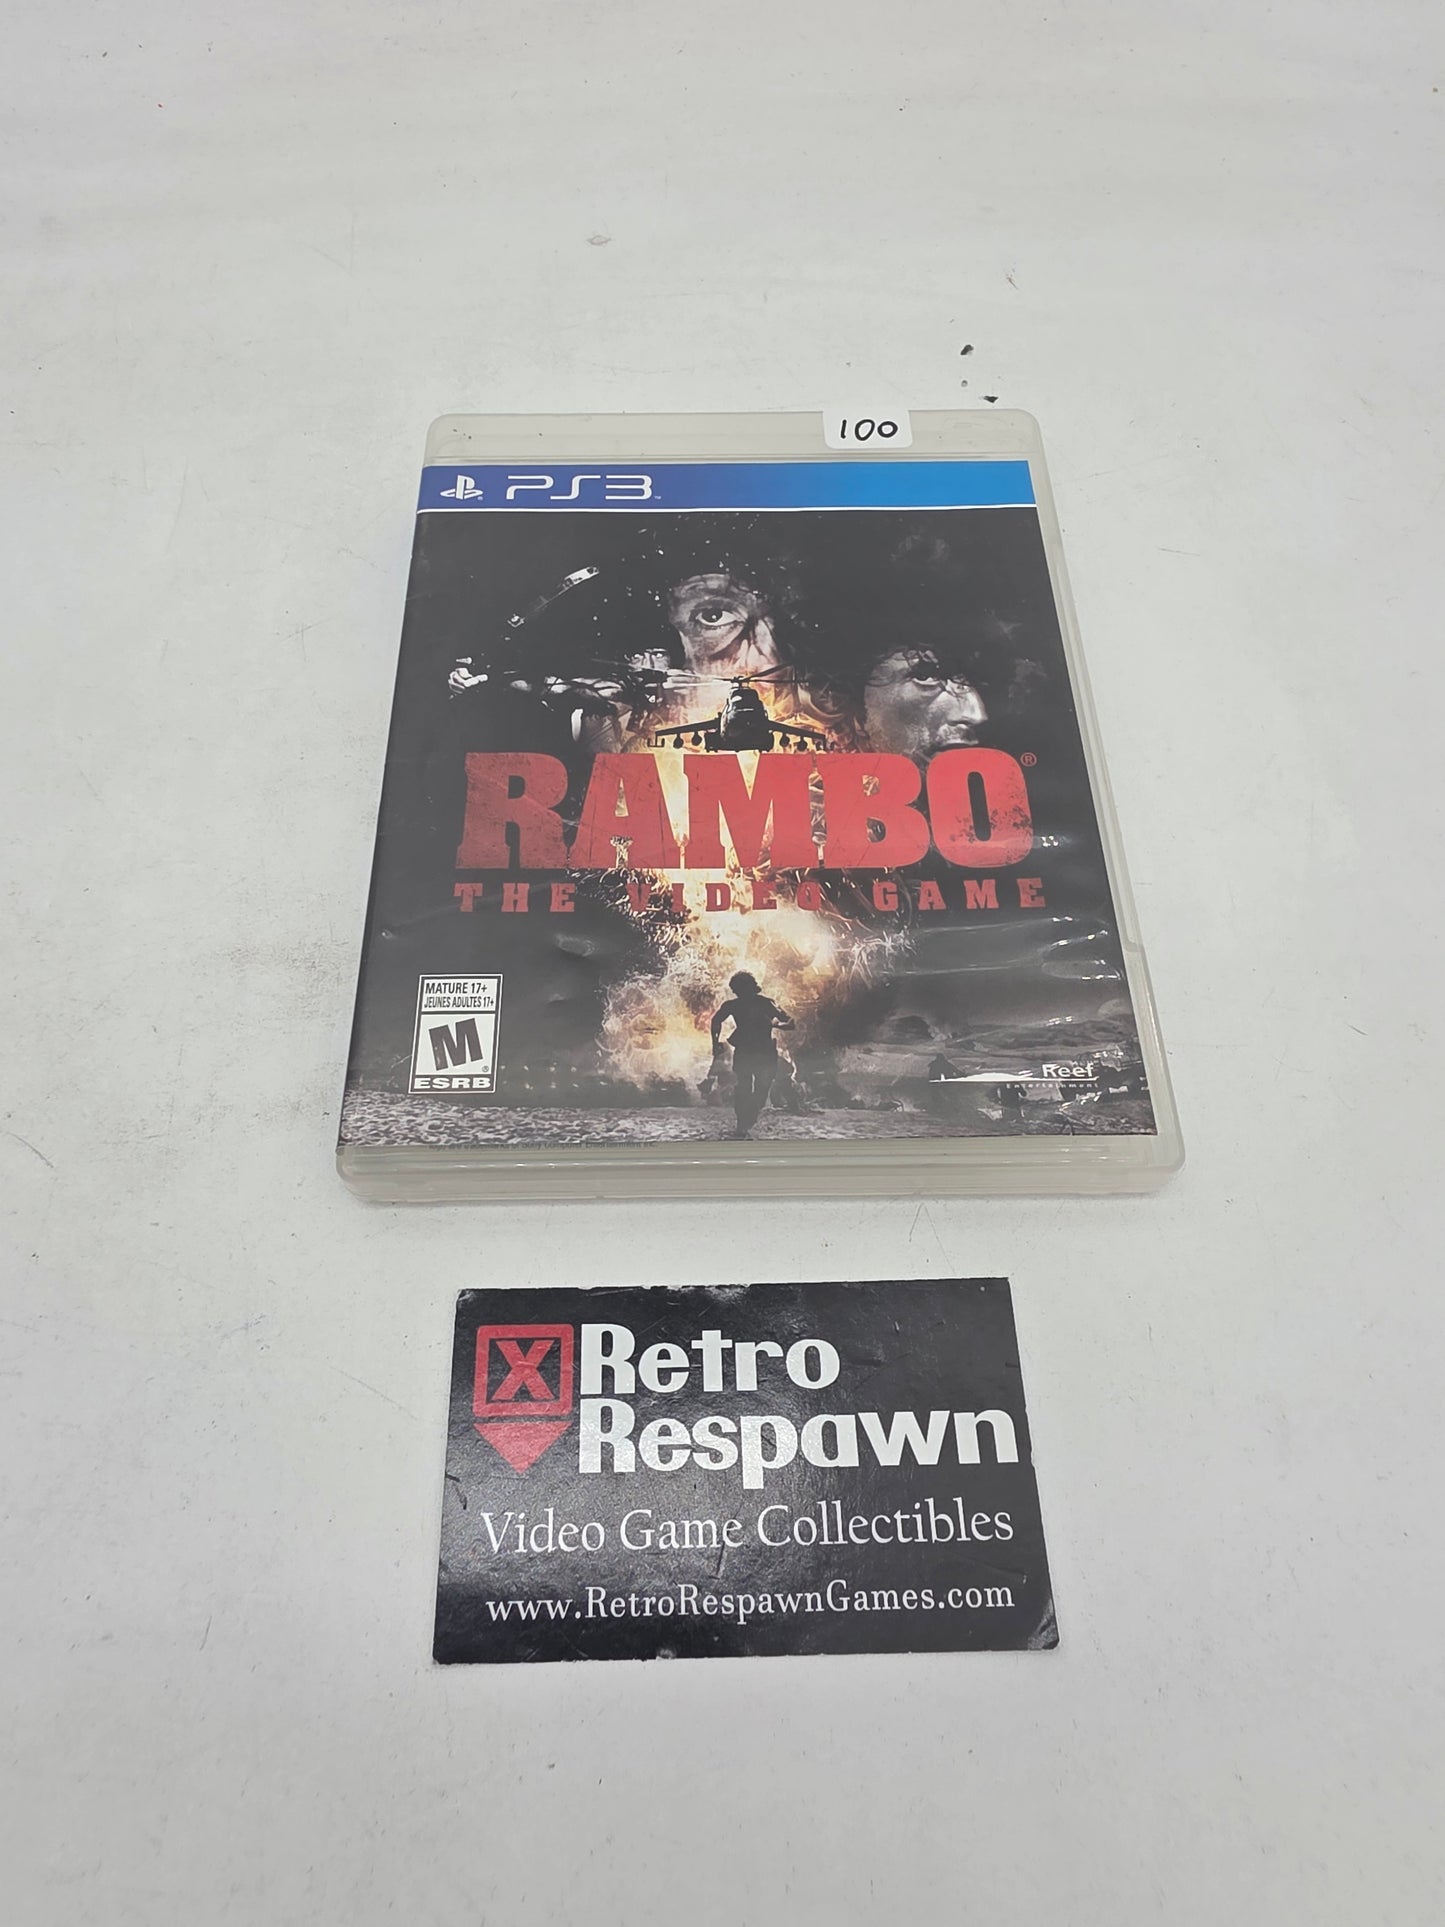 100
PS3
RAMBO®
THE VIDEO GAME
MATURE 17+
JEUNES ADULTES 17+
M
ESRB
Reef
Entertainment
X Retro
Respawn
Video Game Collectibles
www.RetroRespawnGames.com